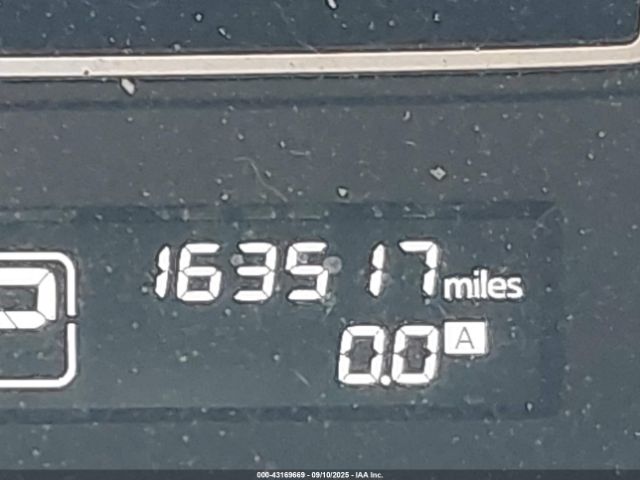 163517 miles
P
0.0 A
000-43169669 - 09/10/2025 - IAA Inc.